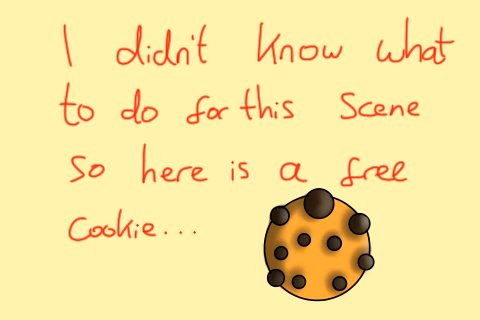 I didn't know what
to do for this scene
so here is a free
cookie...